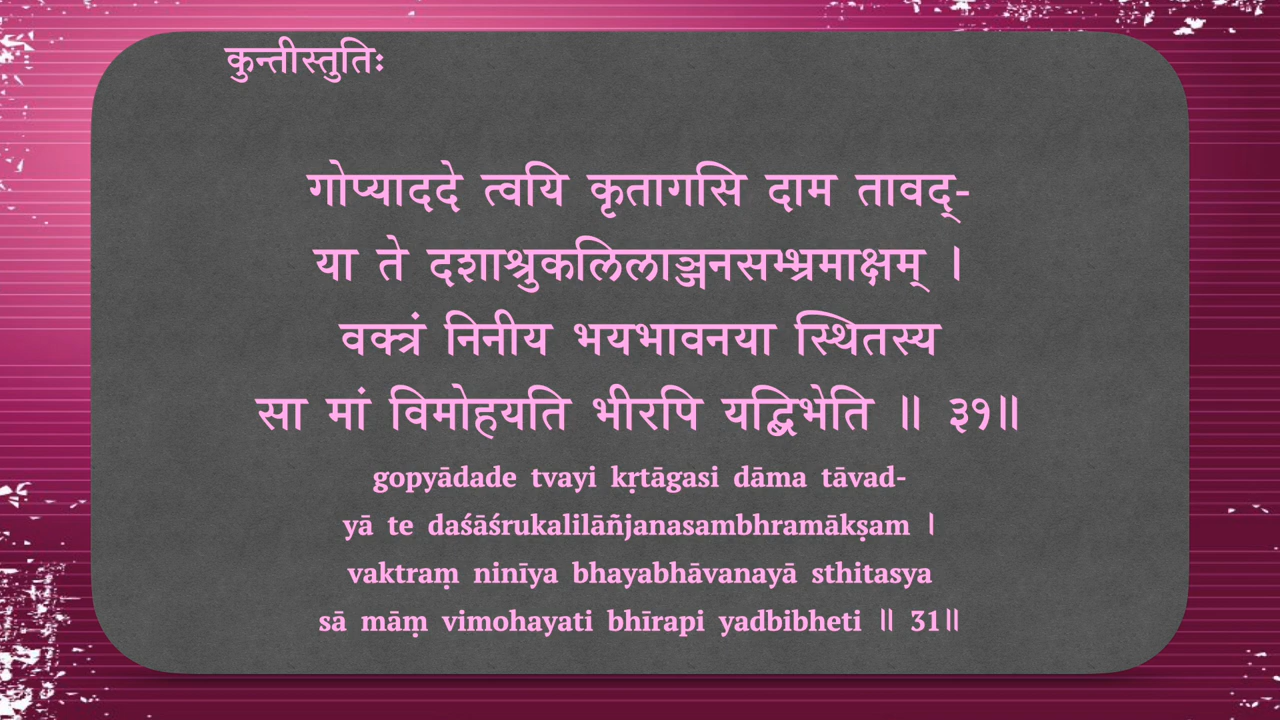 कुन्तीस्तुतिः
गोप्याददे त्वयि कृतागसि दाम तावद्-
या ते दशाश्रुकलिलाञ्जनसम्भ्रमाक्षम् ।
वक्त्रं निनीय भयभावनया स्थितस्य
सा मां विमोहयति भीरपि यद्बिभेति ॥ ३१॥
gopyādade tvayi kṛtāgasi dāma tāvad-
yā te daśāśrukalilāñjanasambhramākṣam ।
vaktraṃ ninīya bhayabhāvanayā sthitasya
sā māṃ vimohayati bhīrapi yadbibheti ॥ 31॥